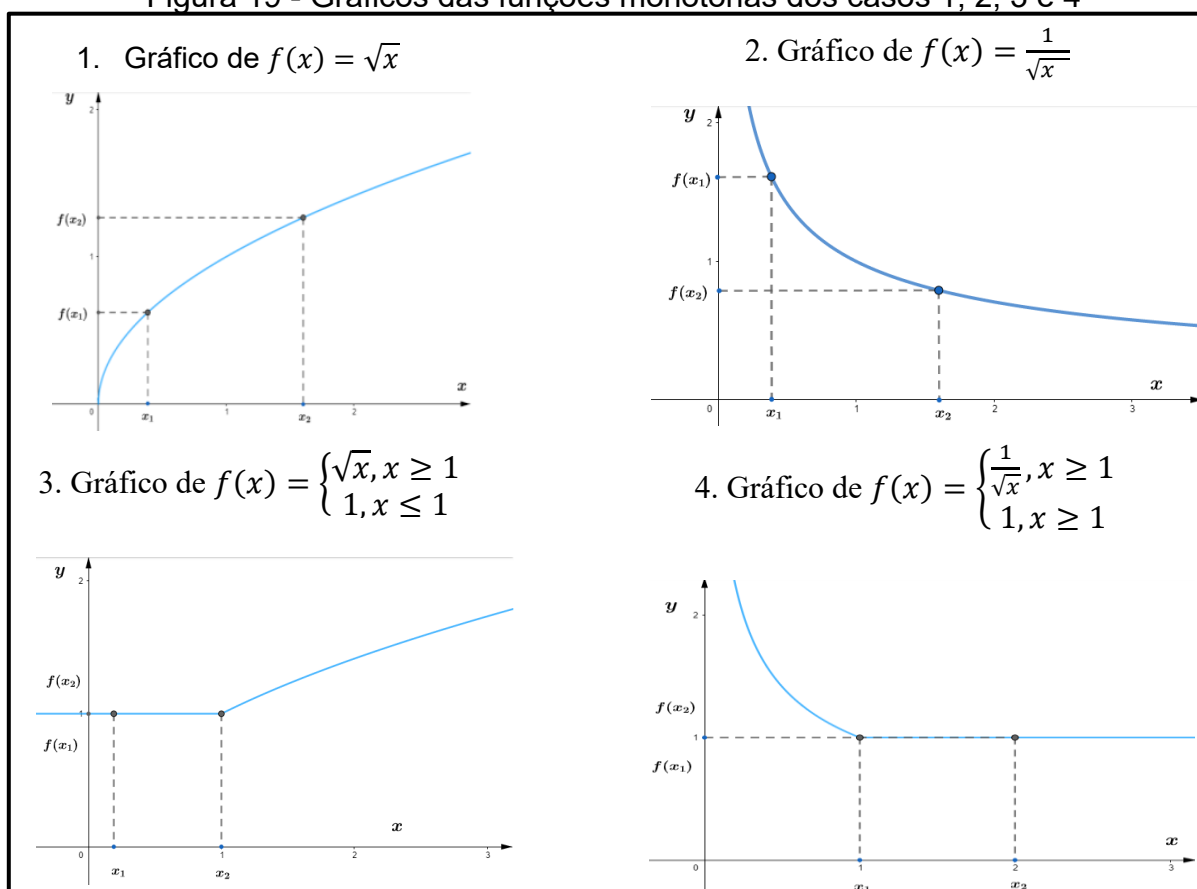 Figura 19 - Gráficos das funções monótonas dos casos 1, 2, 3 e 4
1. Gráfico de f(x) = √x
y
2
f(x₂)
1
f(x₁)
x
0
x₁
1
x₂
2
2. Gráfico de f(x) = 1/√x
y
2
f(x₁)
1
f(x₂)
x
0
x₁
1
x₂
2
3
3. Gráfico de f(x) = {√x, x ≥ 1
1, x ≤ 1
y
2
f(x₂)
1
f(x₁)
x
0
x₁
1
x₂
2
3
4. Gráfico de f(x) = {1/√x, x ≥ 1
1, x ≥ 1
y
2
f(x₂)
1
f(x₁)
x
0
1
x₁
2
x₂
3